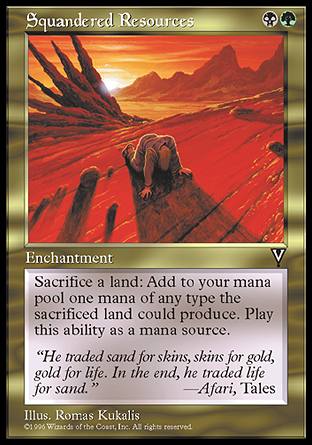 Squandered Resources
Enchantment
V
Sacrifice a land: Add to your mana
pool one mana of any type the
sacrificed land could produce. Play
this ability as a mana source.
“He traded sand for skins, skins for gold,
gold for life. In the end, he traded life
for sand.” —Afari, Tales
Illus. Romas Kukalis
©1996 Wizards of the Coast, Inc. All rights reserved.